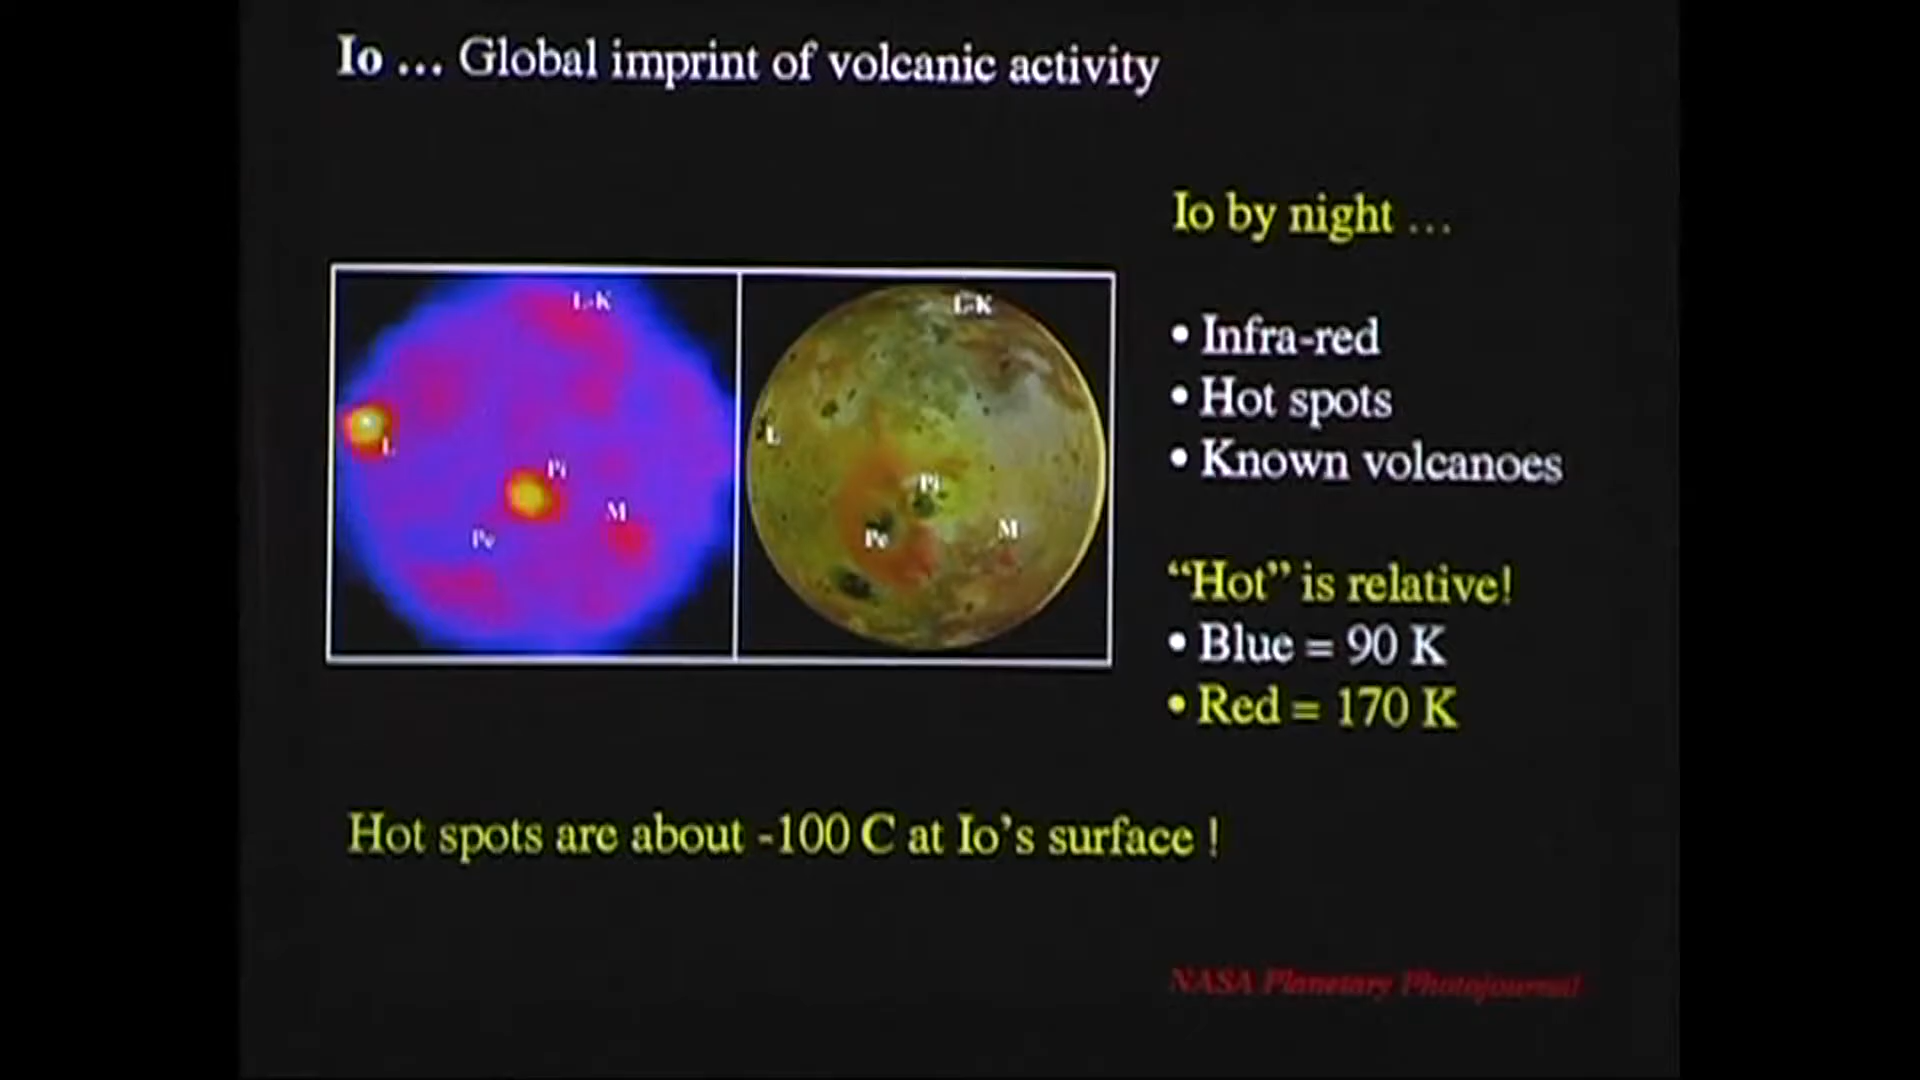 Io ... Global imprint of volcanic activity
Io by night ...
L-K
L
Pi
M
Pe
L-K
L
Pi
M
Pe
• Infra-red
• Hot spots
• Known volcanoes
“Hot” is relative!
• Blue = 90 K
• Red = 170 K
Hot spots are about -100 C at Io’s surface !
NASA Planetary Photojournal